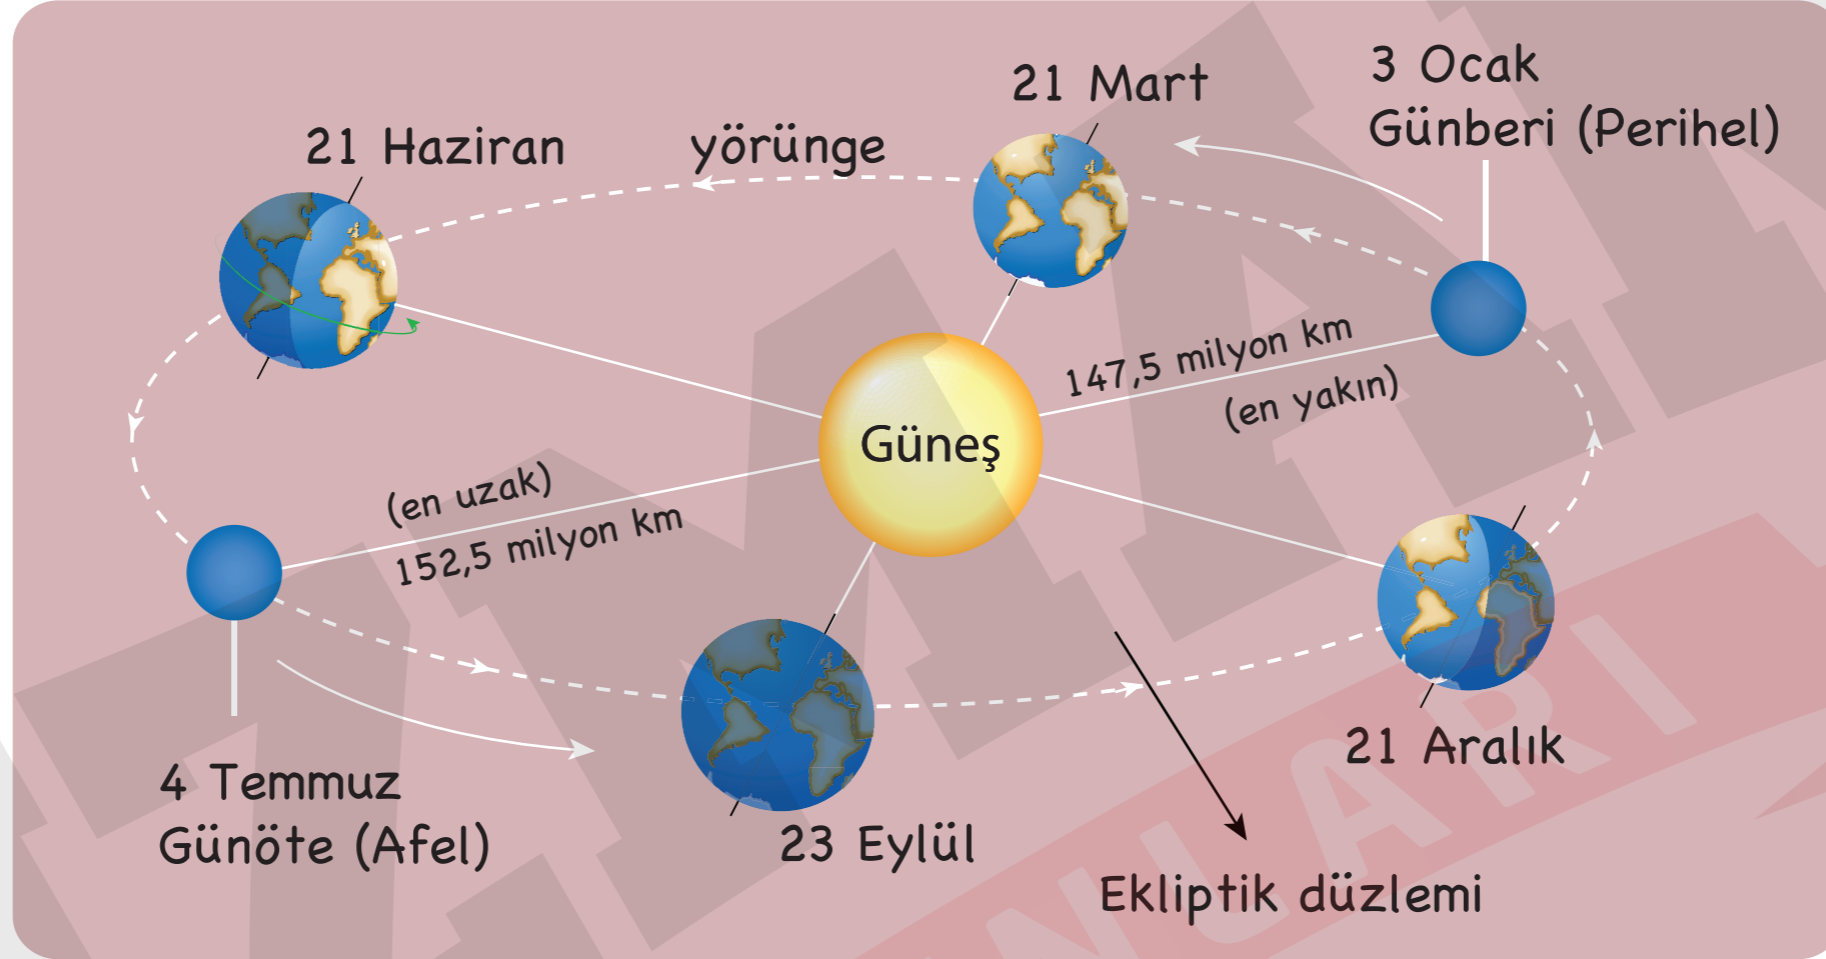 21 Mart
3 Ocak
Günberi (Perihel)
21 Haziran
yörünge
147,5 milyon km
(en yakın)
Güneş
(en uzak)
152,5 milyon km
4 Temmuz
Günöte (Afel)
23 Eylül
21 Aralık
Ekliptik düzlemi